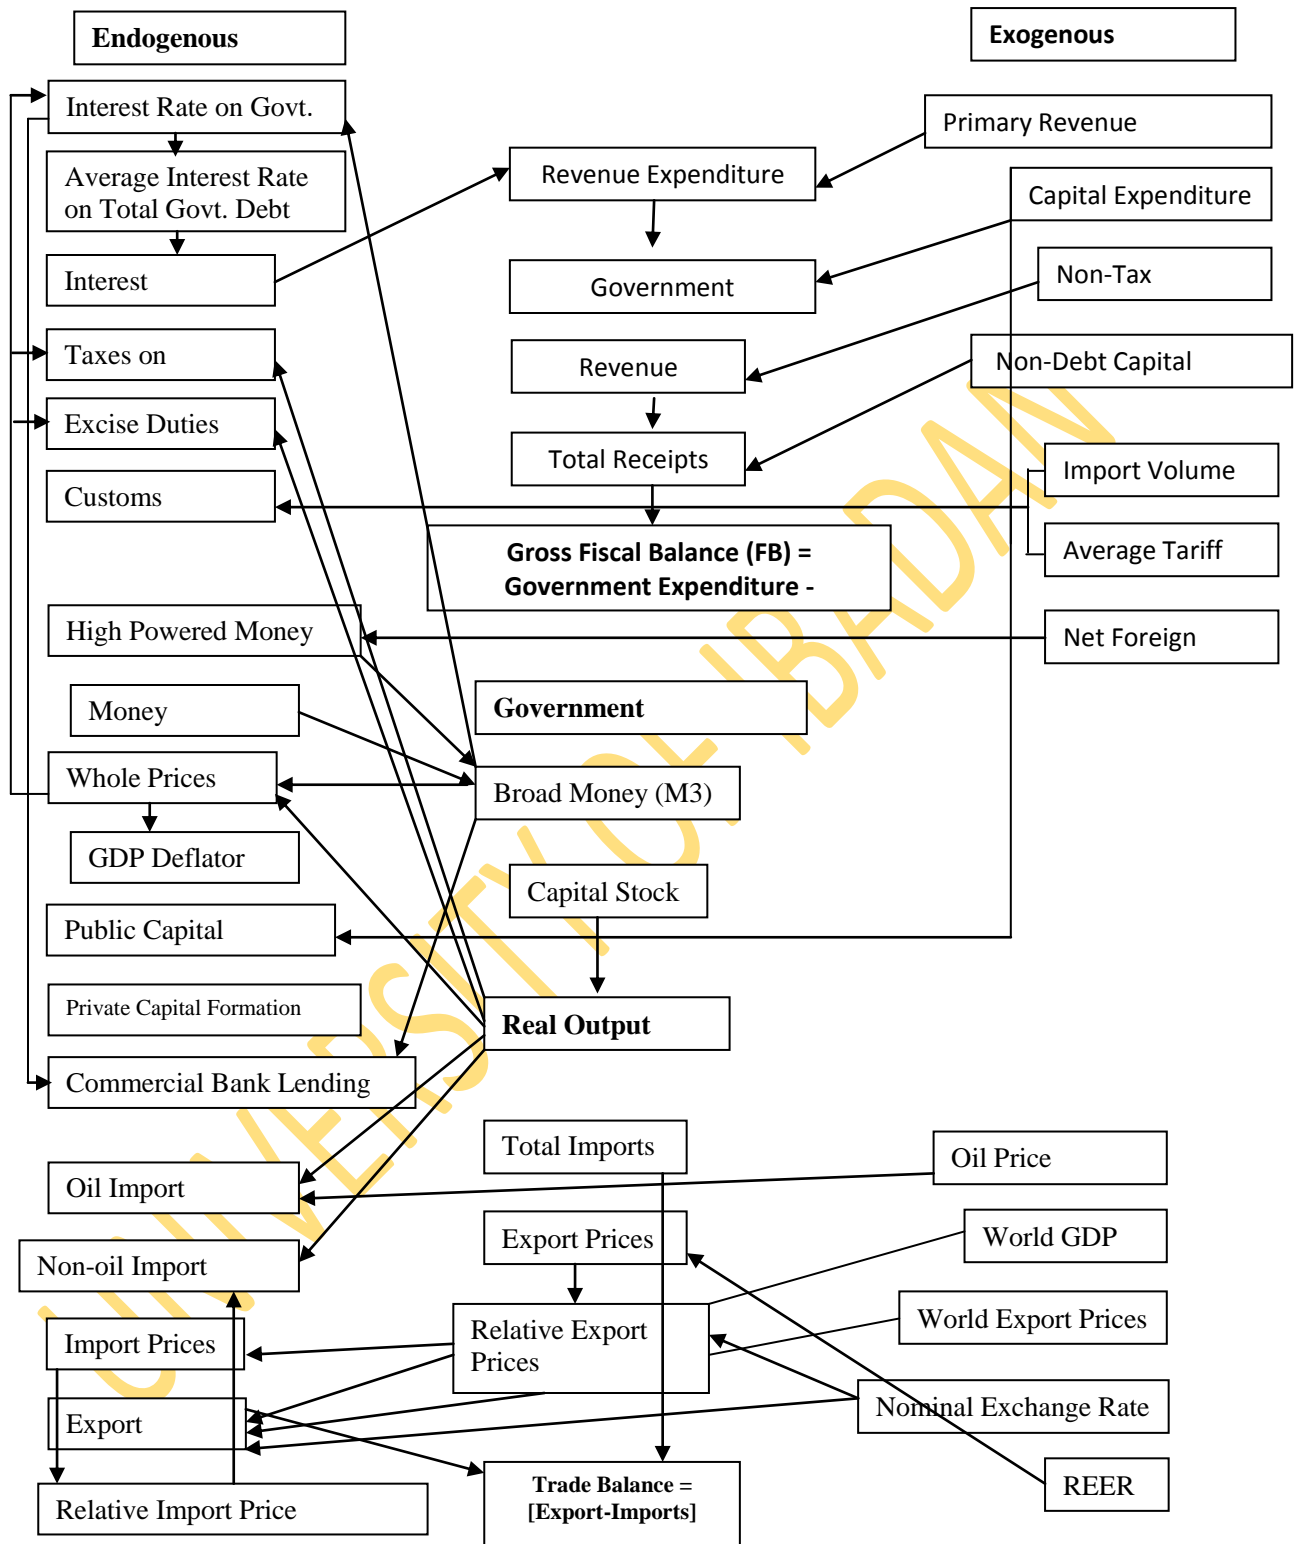 Endogenous
Exogenous
Interest Rate on Govt.
Primary Revenue
Average Interest Rate
on Total Govt. Debt
Revenue Expenditure
Capital Expenditure
Interest
Government
Non-Tax
Taxes on
Revenue
Non-Debt Capital
Excise Duties
Total Receipts
Import Volume
Customs
Average Tariff
Gross Fiscal Balance (FB) =
Government Expenditure -
High Powered Money
Net Foreign
Money
Government
Whole Prices
Broad Money (M3)
GDP Deflator
Capital Stock
Public Capital
Private Capital Formation
Real Output
Commercial Bank Lending
Total Imports
Oil Price
Oil Import
Export Prices
World GDP
Non-oil Import
Import Prices
Relative Export
Prices
World Export Prices
Export
Nominal Exchange Rate
Relative Import Price
Trade Balance =
[Export-Imports]
REER
UNIVERSITY OF IBADAN